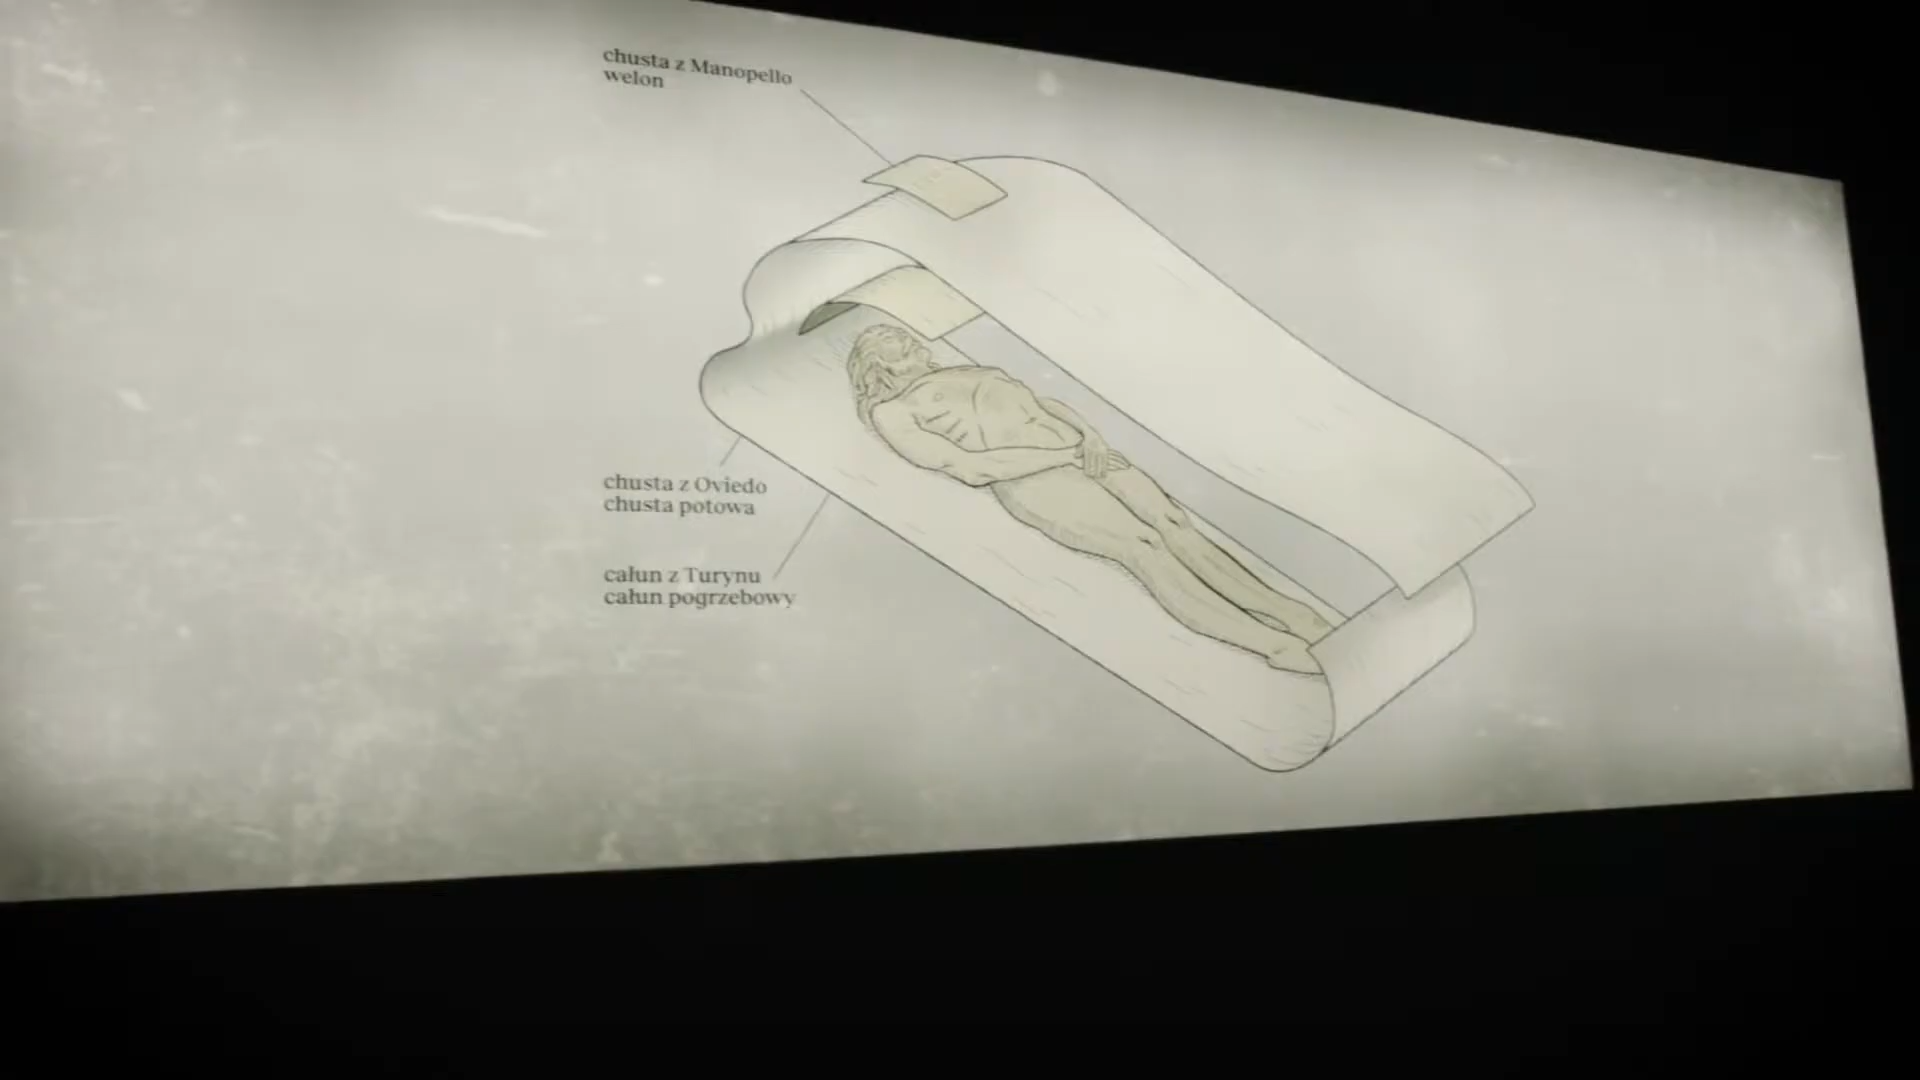 chusta z Manopello
welon
chusta z Oviedo
chusta potowa
całun z Turynu
całun pogrzebowy